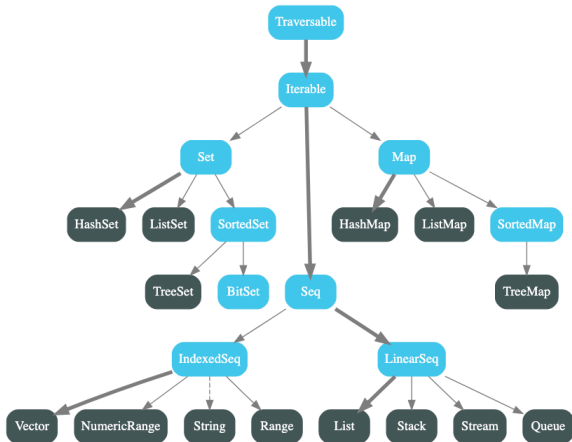 Traversable
Iterable
Set
Map
HashSet
ListSet
SortedSet
HashMap
ListMap
SortedMap
TreeSet
BitSet
Seq
TreeMap
IndexedSeq
LinearSeq
Vector
NumericRange
String
Range
List
Stack
Stream
Queue